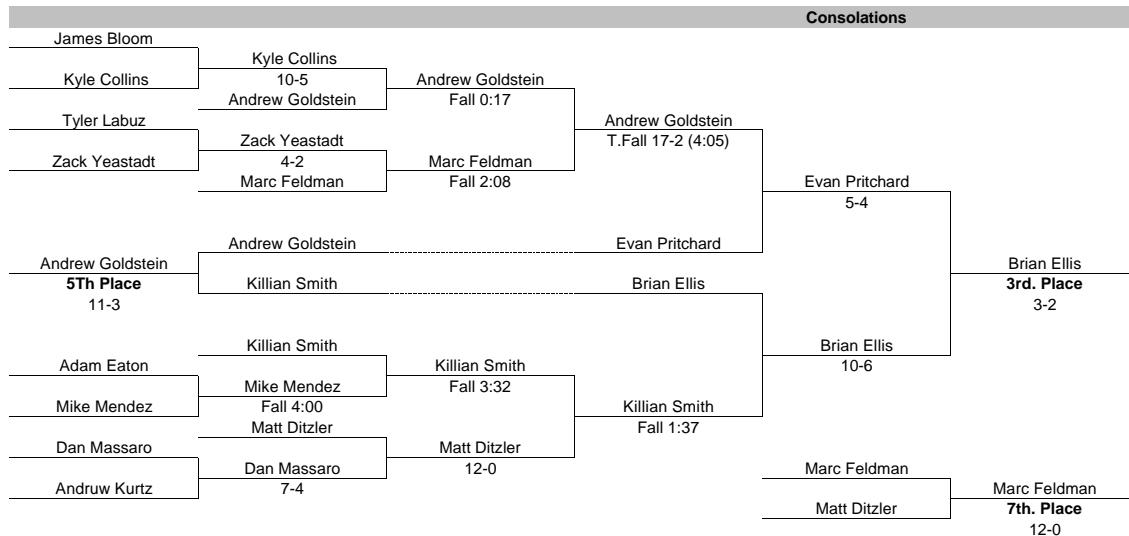 Consolations
James Bloom
Kyle Collins
Kyle Collins
10-5
Andrew Goldstein
Andrew Goldstein
Fall 0:17
Tyler Labuz
Andrew Goldstein
T.Fall 17-2 (4:05)
Zack Yeastadt
4-2
Zack Yeastadt
Marc Feldman
Fall 2:08
Marc Feldman
Evan Pritchard
5-4
Andrew Goldstein
Evan Pritchard
Andrew Goldstein
5Th Place
11-3
Brian Ellis
3rd. Place
3-2
Killian Smith
Brian Ellis
Killian Smith
Brian Ellis
10-6
Adam Eaton
Killian Smith
Fall 3:32
Mike Mendez
Fall 4:00
Mike Mendez
Killian Smith
Fall 1:37
Matt Ditzler
Dan Massaro
Matt Ditzler
12-0
Dan Massaro
7-4
Marc Feldman
Andruw Kurtz
Marc Feldman
7th. Place
12-0
Matt Ditzler